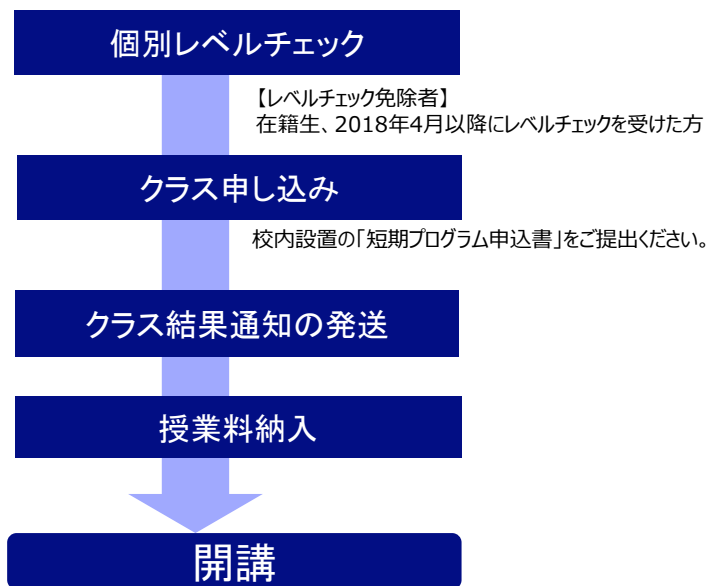 個別レベルチェック
【レベルチェック免除者】
在籍生、2018年4月以降にレベルチェックを受けた方
クラス申し込み
校内設置の「短期プログラム申込書」をご提出ください。
クラス結果通知の発送
授業料納入
開講